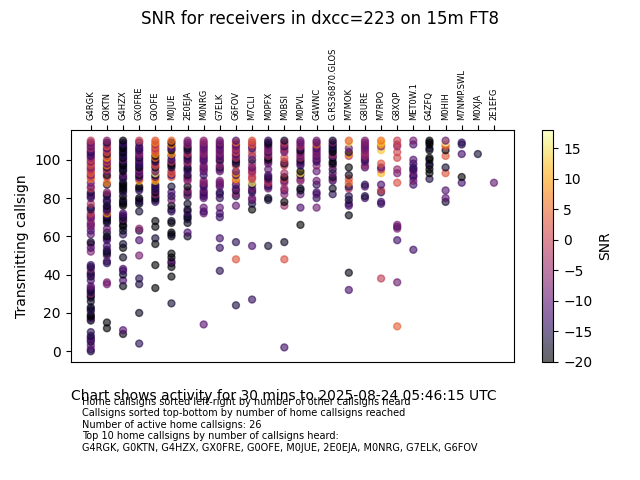 SNR for receivers in dxcc=223 on 15m FT8
G4RGK G0KTN G4HZX GX0FRE G0OFE M0JUE 2E0EJA M0NRG G7ELK G6FOV M7CLI M0PFX M0BSI M0PVL G4WNC G.RS36870.GLOS M7MOK G8URE M7RPO G8XQP MET0W.1 G4ZFQ M0HIH M7NMP.SWL M0XJA 2E1EFG
Transmitting callsign
100
80
60
40
20
0
15
10
5
0
−5
−10
−15
−20
SNR
Chart shows activity for 30 mins to 2025-08-24 05:46:15 UTC
Home callsigns sorted left-right by number of other callsigns heard
Callsigns sorted top-bottom by number of home callsigns reached
Number of active home callsigns: 26
Top 10 home callsigns by number of callsigns heard:
G4RGK, G0KTN, G4HZX, GX0FRE, G0OFE, M0JUE, 2E0EJA, M0NRG, G7ELK, G6FOV